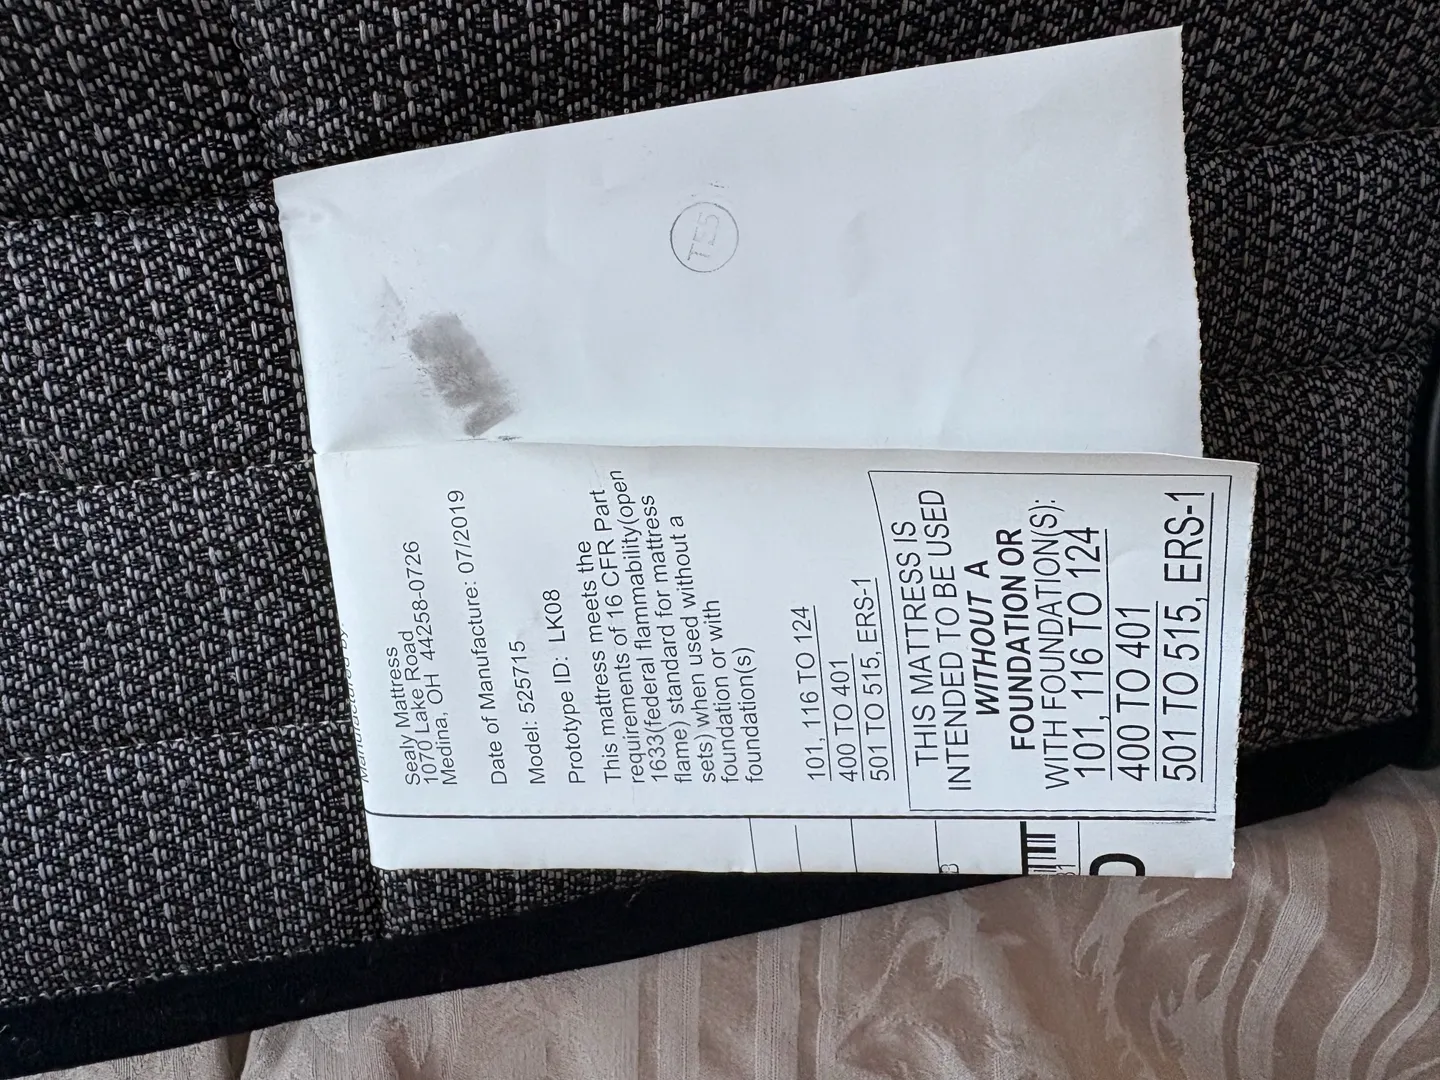 Sealy Mattress
1070 Lake Road
Medina, OH 44258-0726
Date of Manufacture: 07/2019
Model: 525715
Prototype ID: LK08
This mattress meets the
requirements of 16 CFR Part
1633(federal flammability(open
flame) standard for mattress
sets) when used without a
foundation or with
foundation(s)
101, 116 TO 124
400 TO 401
501 TO 515, ERS-1
THIS MATTRESS IS
INTENDED TO BE USED
WITHOUT A
FOUNDATION OR
WITH FOUNDATION(S):
101, 116 TO 124
400 TO 401
501 TO 515, ERS-1